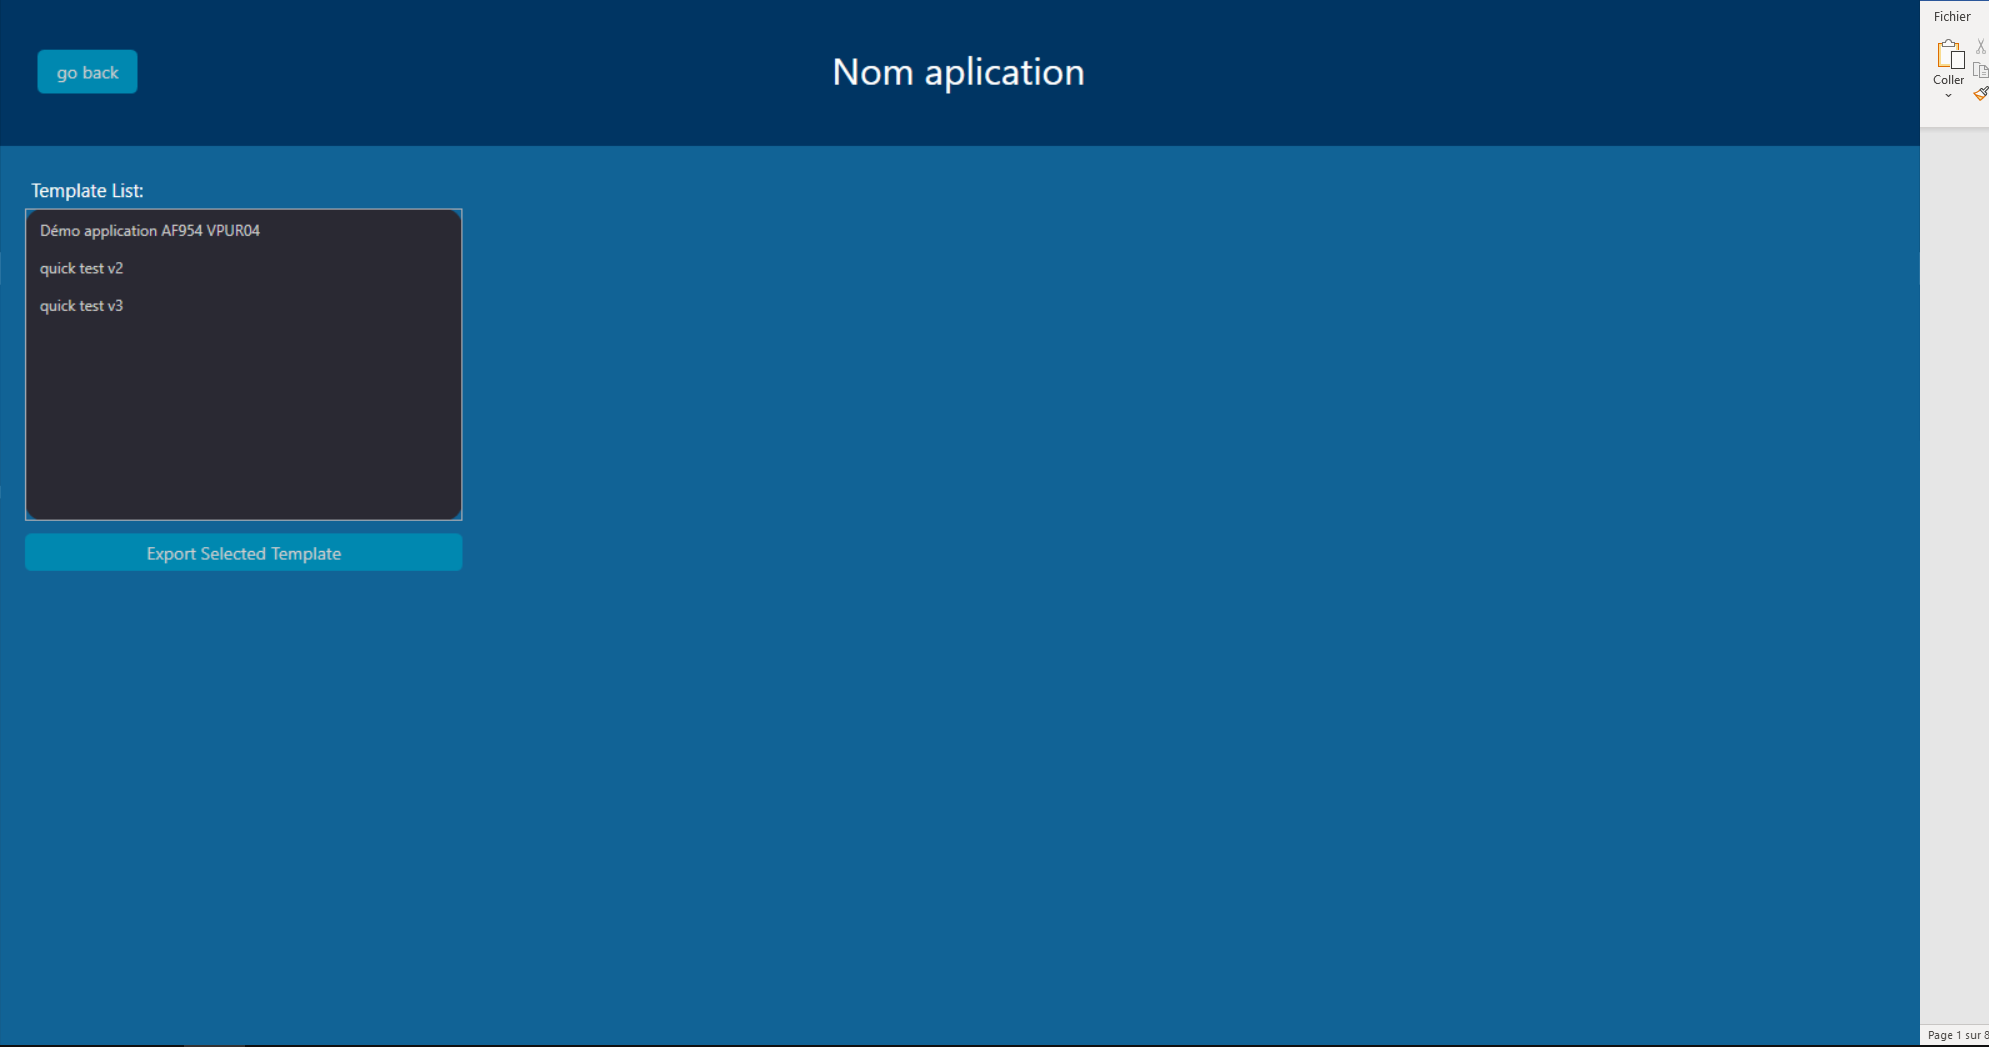 go back
Nom aplication
Template List:
Démo application AF954 VPUR04
quick test v2
quick test v3
Export Selected Template
Fichier
Coller
Page 1 sur 8